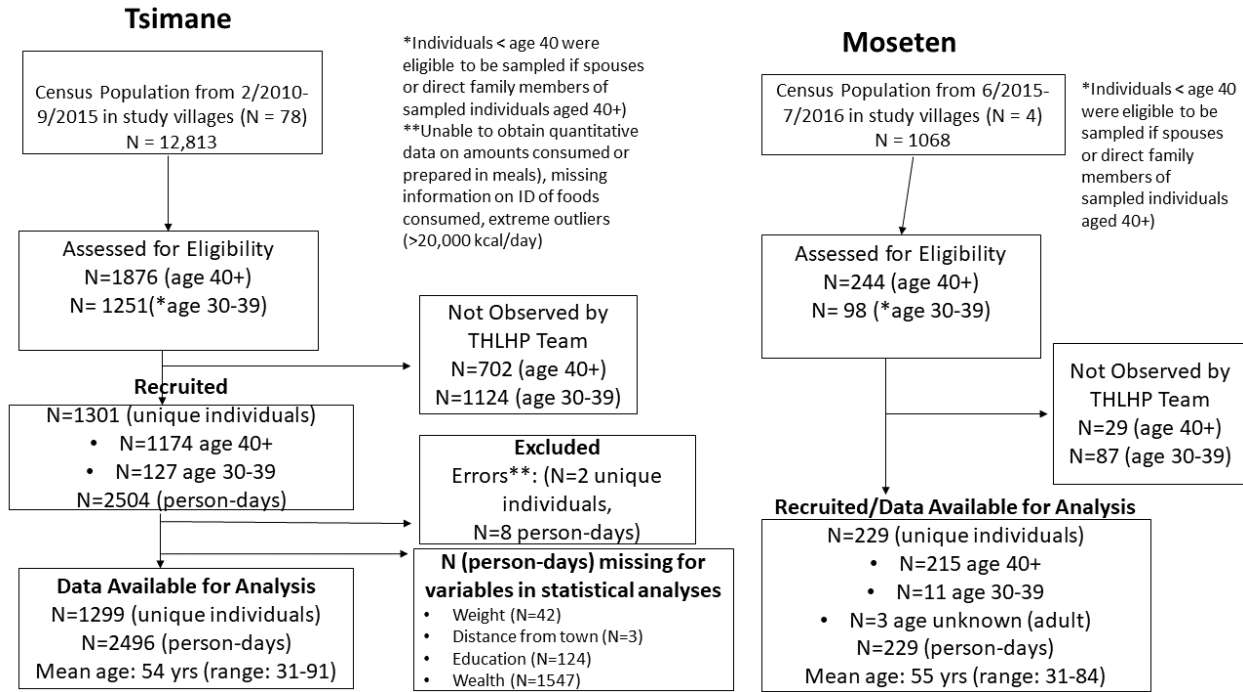 Tsimane
Census Population from 2/2010-
9/2015 in study villages (N = 78)
N = 12,813
*Individuals < age 40 were
eligible to be sampled if spouses
or direct family members of
sampled individuals aged 40+)
**Unable to obtain quantitative
data on amounts consumed or
prepared in meals), missing
information on ID of foods
consumed, extreme outliers
(>20,000 kcal/day)
Assessed for Eligibility
N=1876 (age 40+)
N= 1251(*age 30-39)
Not Observed by
THLHP Team
N=702 (age 40+)
N=1124 (age 30-39)
Recruited
N=1301 (unique individuals)
• N=1174 age 40+
• N=127 age 30-39
N=2504 (person-days)
Excluded
Errors**: (N=2 unique
individuals,
N=8 person-days)
N (person-days) missing for
variables in statistical analyses
• Weight (N=42)
• Distance from town (N=3)
• Education (N=124)
• Wealth (N=1547)
Data Available for Analysis
N=1299 (unique individuals)
N=2496 (person-days)
Mean age: 54 yrs (range: 31-91)
Moseten
Census Population from 6/2015-
7/2016 in study villages (N = 4)
N = 1068
*Individuals < age 40
were eligible to be
sampled if spouses
or direct family
members of
sampled individuals
aged 40+)
Assessed for Eligibility
N=244 (age 40+)
N= 98 (*age 30-39)
Not Observed by
THLHP Team
N=29 (age 40+)
N=87 (age 30-39)
Recruited/Data Available for Analysis
N=229 (unique individuals)
• N=215 age 40+
• N=11 age 30-39
• N=3 age unknown (adult)
N=229 (person-days)
Mean age: 55 yrs (range: 31-84)